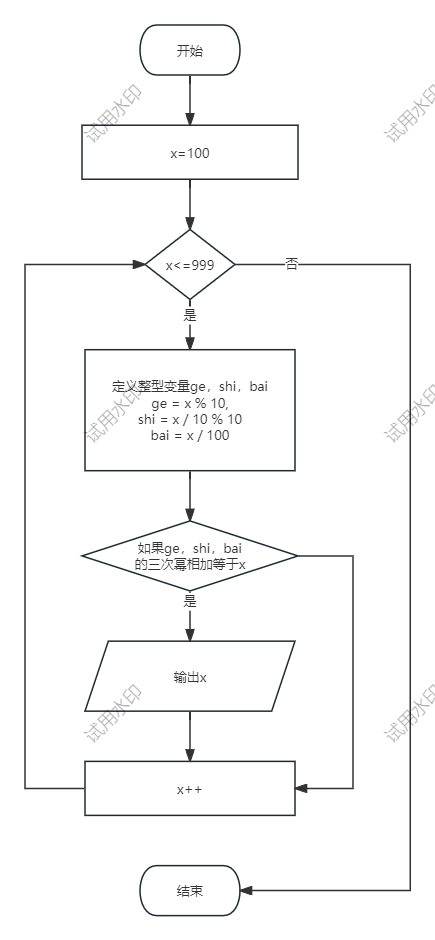 开始
试用水印
试用水印
x=100
x<=999
否
是
定义整型变量ge，shi，bai
ge = x % 10,
shi = x / 10 % 10
bai = x / 100
试用水印
试用水印
如果ge，shi，bai
的三次幂相加等于x
是
输出x
试用水印
试用水印
x++
结束